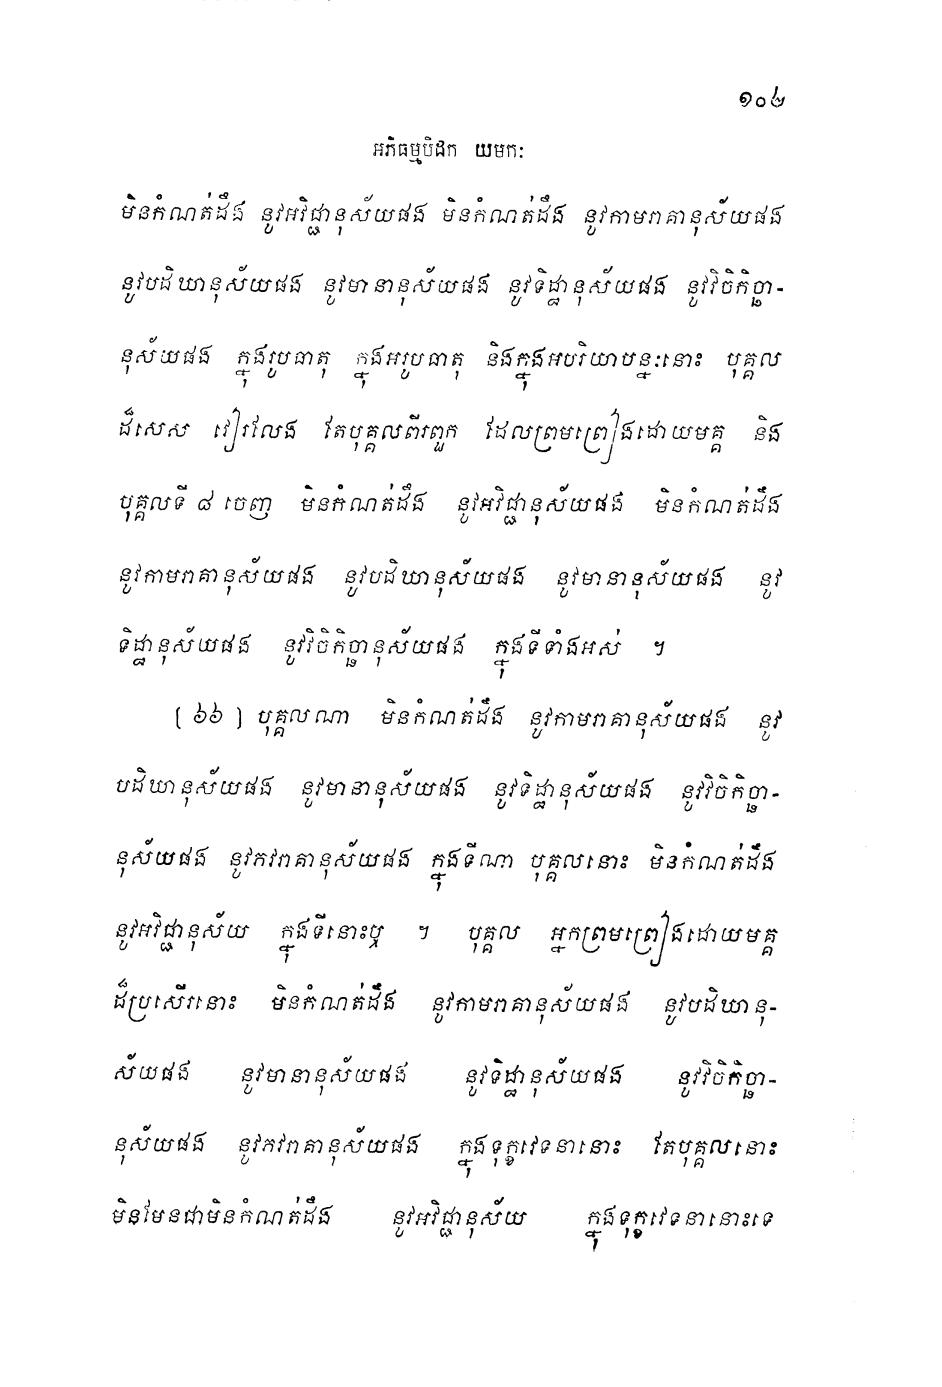 ១០២
អភិធម្មបិដក យមកៈ
មិនកំណត់ដឹង នូវអវិជ្ជានុស័យផង មិនកំណត់ដឹង នូវកាមរាគានុស័យផង
នូវបដិឃានុស័យផង នូវមានានុស័យផង នូវទិដ្ឋានុស័យផង នូវវិចិកិច្ឆា-
នុស័យផង ក្នុងរូបធាតុ ក្នុងអរូបធាតុ និងក្នុងអបរិយាបន្នៈនោះ បុគ្គល
ដ៏សេស វៀរលែង តែបុគ្គលពីរពួក ដែលព្រមព្រៀងដោយមគ្គ និង
បុគ្គលទី ៨ ចេញ មិនកំណត់ដឹង នូវអវិជ្ជានុស័យផង មិនកំណត់ដឹង
នូវកាមរាគានុស័យផង នូវបដិឃានុស័យផង នូវមានានុស័យផង នូវ
ទិដ្ឋានុស័យផង នូវវិចិកិច្ឆានុស័យផង ក្នុងទីទាំងអស់ ។
[ ៦៦ ] បុគ្គលណា មិនកំណត់ដឹង នូវកាមរាគានុស័យផង នូវ
បដិឃានុស័យផង នូវមានានុស័យផង នូវទិដ្ឋានុស័យផង នូវវិចិកិច្ឆា-
នុស័យផង នូវភវរាគានុស័យផង ក្នុងទីណា បុគ្គលនោះ មិនកំណត់ដឹង
នូវអវិជ្ជានុស័យ ក្នុងទីនោះឬ ។ បុគ្គល អ្នកព្រមព្រៀងដោយមគ្គ
ដ៏ប្រសើរនោះ មិនកំណត់ដឹង នូវកាមរាគានុស័យផង នូវបដិឃានុ-
ស័យផង នូវមានានុស័យផង នូវទិដ្ឋានុស័យផង នូវវិចិកិច្ឆា-
នុស័យផង នូវភវរាគានុស័យផង ក្នុងទុក្ខវេទនានោះ តែបុគ្គលនោះ
មិនមែនជាមិនកំណត់ដឹង នូវអវិជ្ជានុស័យ ក្នុងទុក្ខវេទនានោះទេ